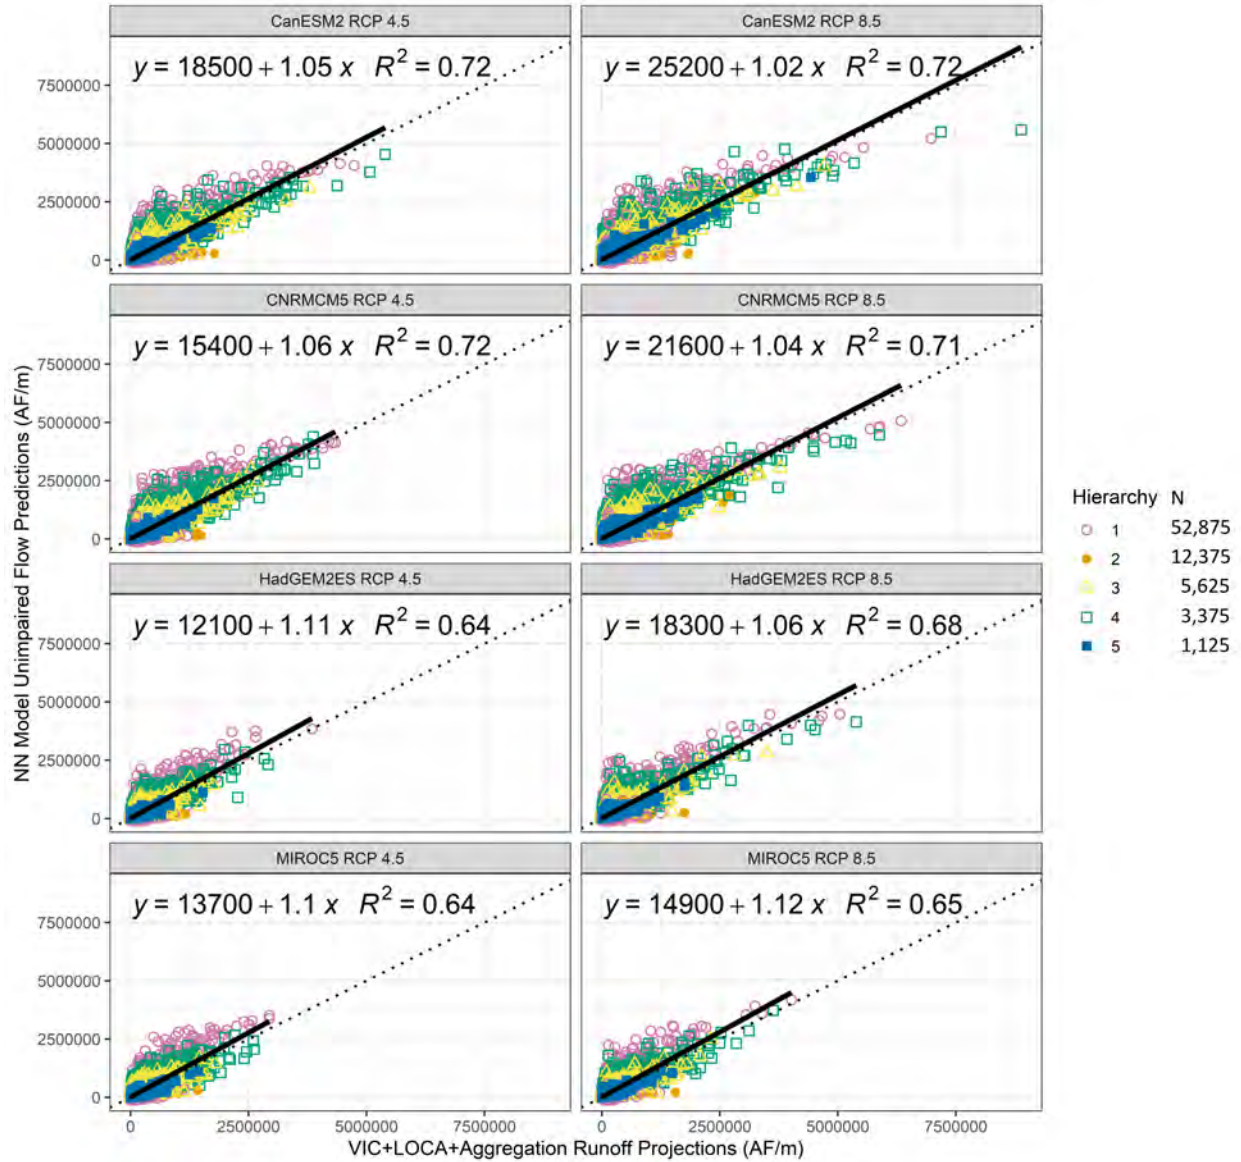 CanESM2 RCP 4.5
CanESM2 RCP 8.5
y = 18500 + 1.05 x R² = 0.72
y = 25200 + 1.02 x R² = 0.72
7500000
5000000
2500000
0
CNRMCM5 RCP 4.5
CNRMCM5 RCP 8.5
y = 15400 + 1.06 x R² = 0.72
y = 21600 + 1.04 x R² = 0.71
7500000
5000000
2500000
0
HadGEM2ES RCP 4.5
HadGEM2ES RCP 8.5
y = 12100 + 1.11 x R² = 0.64
y = 18300 + 1.06 x R² = 0.68
7500000
5000000
2500000
0
MIROC5 RCP 4.5
MIROC5 RCP 8.5
y = 13700 + 1.1 x R² = 0.64
y = 14900 + 1.12 x R² = 0.65
7500000
5000000
2500000
0
0 2500000 5000000 7500000
0 2500000 5000000 7500000
VIC+LOCA+Aggregation Runoff Projections (AF/m)
NN Model Unimpaired Flow Predictions (AF/m)
Hierarchy N
1 52,875
2 12,375
3 5,625
4 3,375
5 1,125